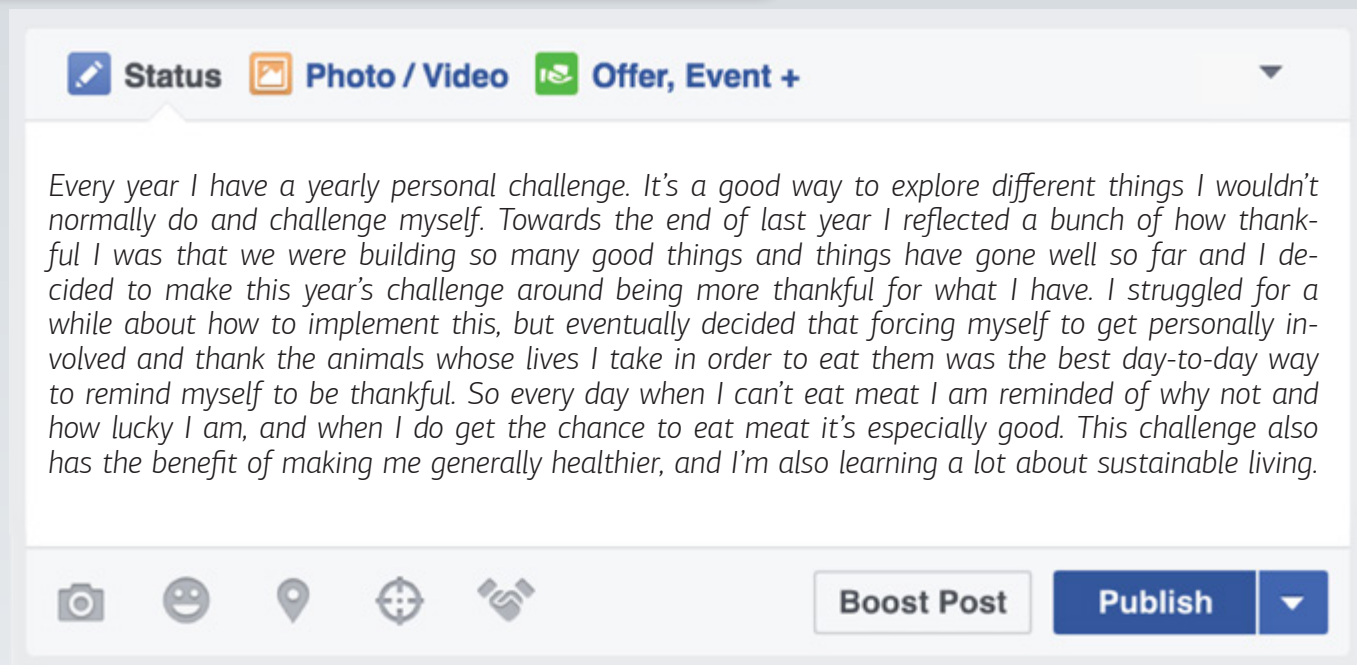 Status Photo / Video Offer, Event +
Every year I have a yearly personal challenge. It's a good way to explore different things I wouldn't
normally do and challenge myself. Towards the end of last year I reflected a bunch of how thank-
ful I was that we were building so many good things and things have gone well so far and I de-
cided to make this year's challenge around being more thankful for what I have. I struggled for a
while about how to implement this, but eventually decided that forcing myself to get personally in-
volved and thank the animals whose lives I take in order to eat them was the best day-to-day way
to remind myself to be thankful. So every day when I can't eat meat I am reminded of why not and
how lucky I am, and when I do get the chance to eat meat it's especially good. This challenge also
has the benefit of making me generally healthier, and I'm also learning a lot about sustainable living.
Boost Post Publish